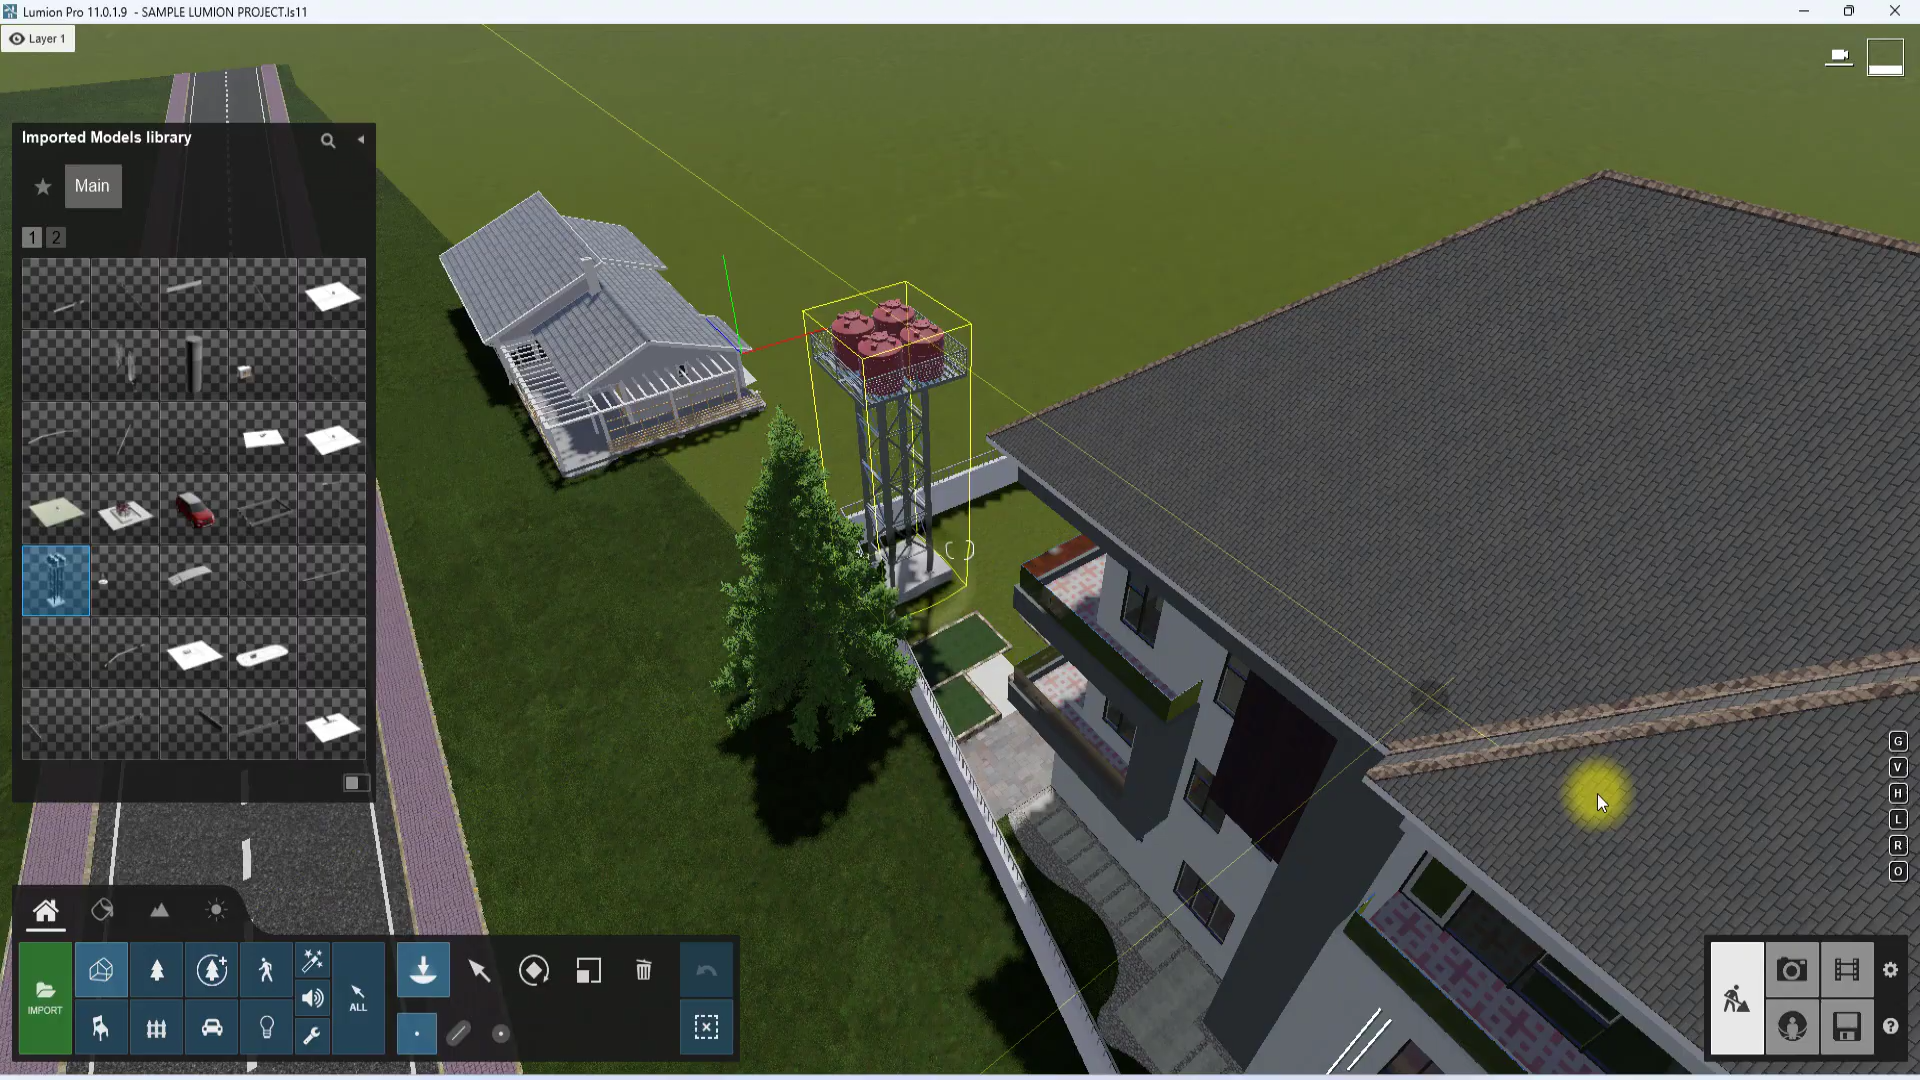 Lumion Pro 11.0.1.9 - SAMPLE LUMION PROJECT.ls11
Layer 1
Imported Models library
Main
1 2
G
V
H
L
R
O
IMPORT
ALL
?